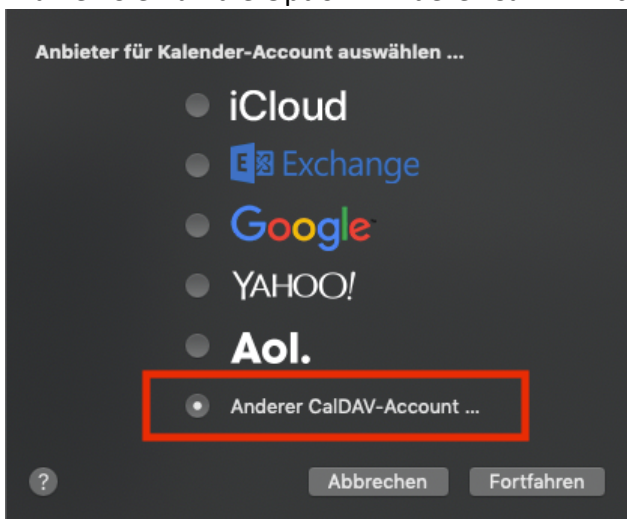 Anbieter für Kalender-Account auswählen ...
iCloud
E Exchange
Google
YAHOO!
Aol.
Anderer CalDAV-Account ...
? Abbrechen Fortfahren